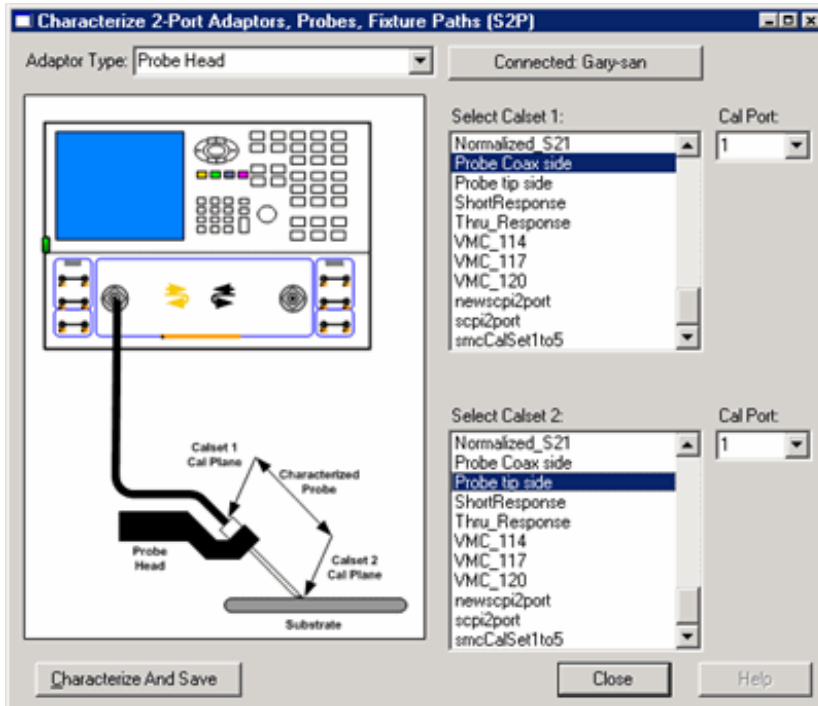 Characterize 2-Port Adaptors, Probes, Fixture Paths (S2P)
Adaptor Type: Probe Head
Connected: Gary-san
Select Calset 1:
Cal Port:
Normalized_S21
Probe Coax side
Probe tip side
ShortResponse
Thru_Response
VMC_114
VMC_117
VMC_120
newscpi2port
scpi2port
smcCalSet1to5
1
Calset 1
Cal Plane
Characterized
Probe
Probe
Head
Calset 2
Cal Plane
Substrate
Select Calset 2:
Cal Port:
Normalized_S21
Probe Coax side
Probe tip side
ShortResponse
Thru_Response
VMC_114
VMC_117
VMC_120
newscpi2port
scpi2port
smcCalSet1to5
1
Characterize And Save
Close
Help